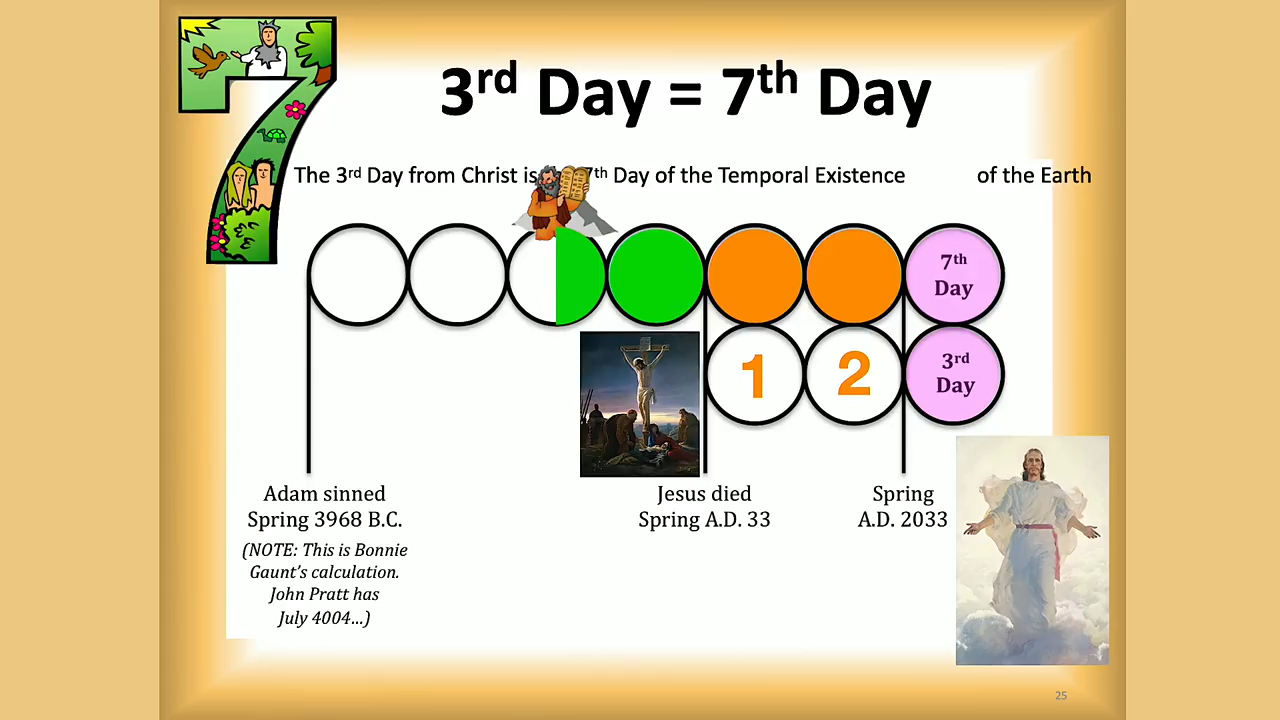 3rd Day = 7th Day
The 3rd Day from Christ is 7th Day of the Temporal Existence of the Earth
7th
Day
1 2
3rd
Day
Adam sinned
Spring 3968 B.C.
(NOTE: This is Bonnie
Gaunt's calculation.
John Pratt has
July 4004...)
Jesus died
Spring A.D. 33
Spring
A.D. 2033
25